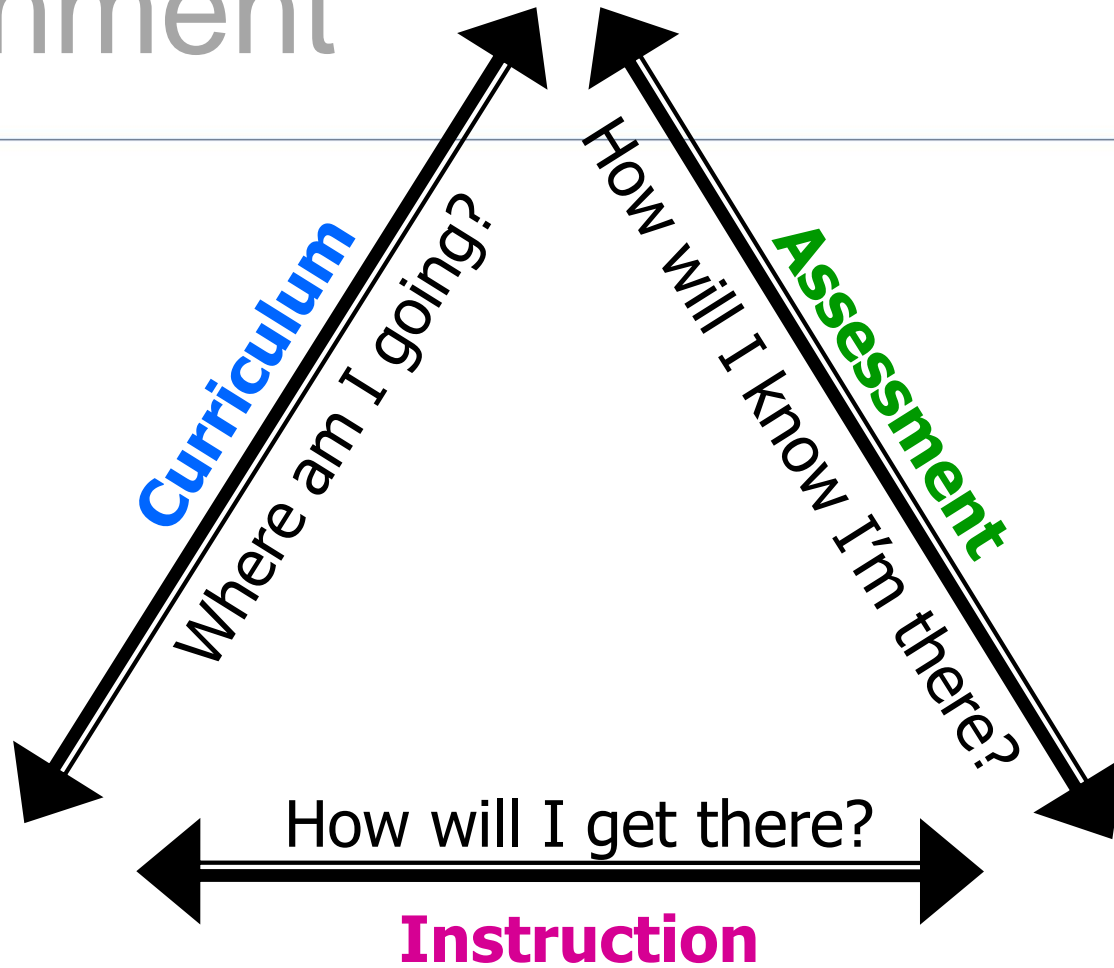 nment
Curriculum
Where am I going?
How will I know I'm there?
Assessment
How will I get there?
Instruction